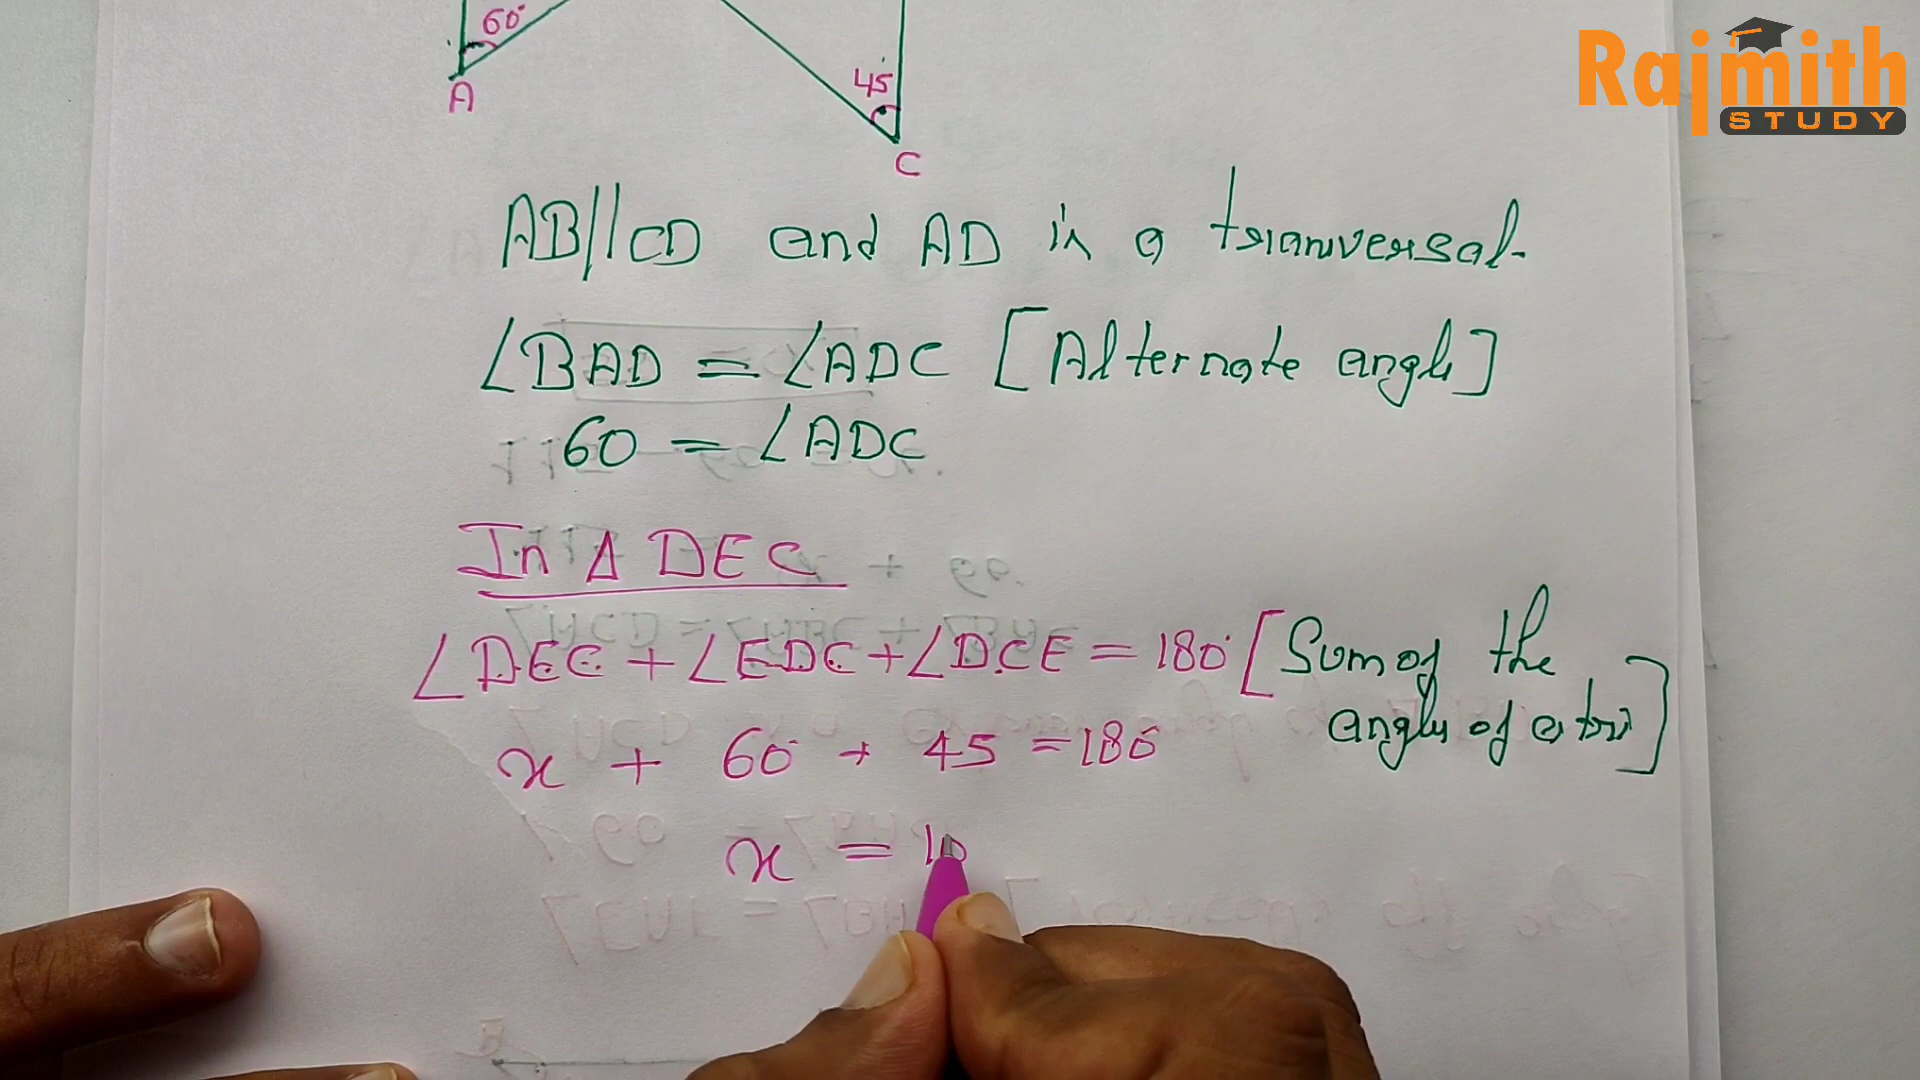 Rajmith
STUDY
60°
A
45°
C
AB//CD and AD is a tranversal.
∠BAD = ∠ADC [Alternate angle]
60 = ∠ADC
In Δ DEC
∠DEC + ∠EDC + ∠DCE = 180° [Sum of the
angles of a tri]
x + 60° + 45 = 180°
x =